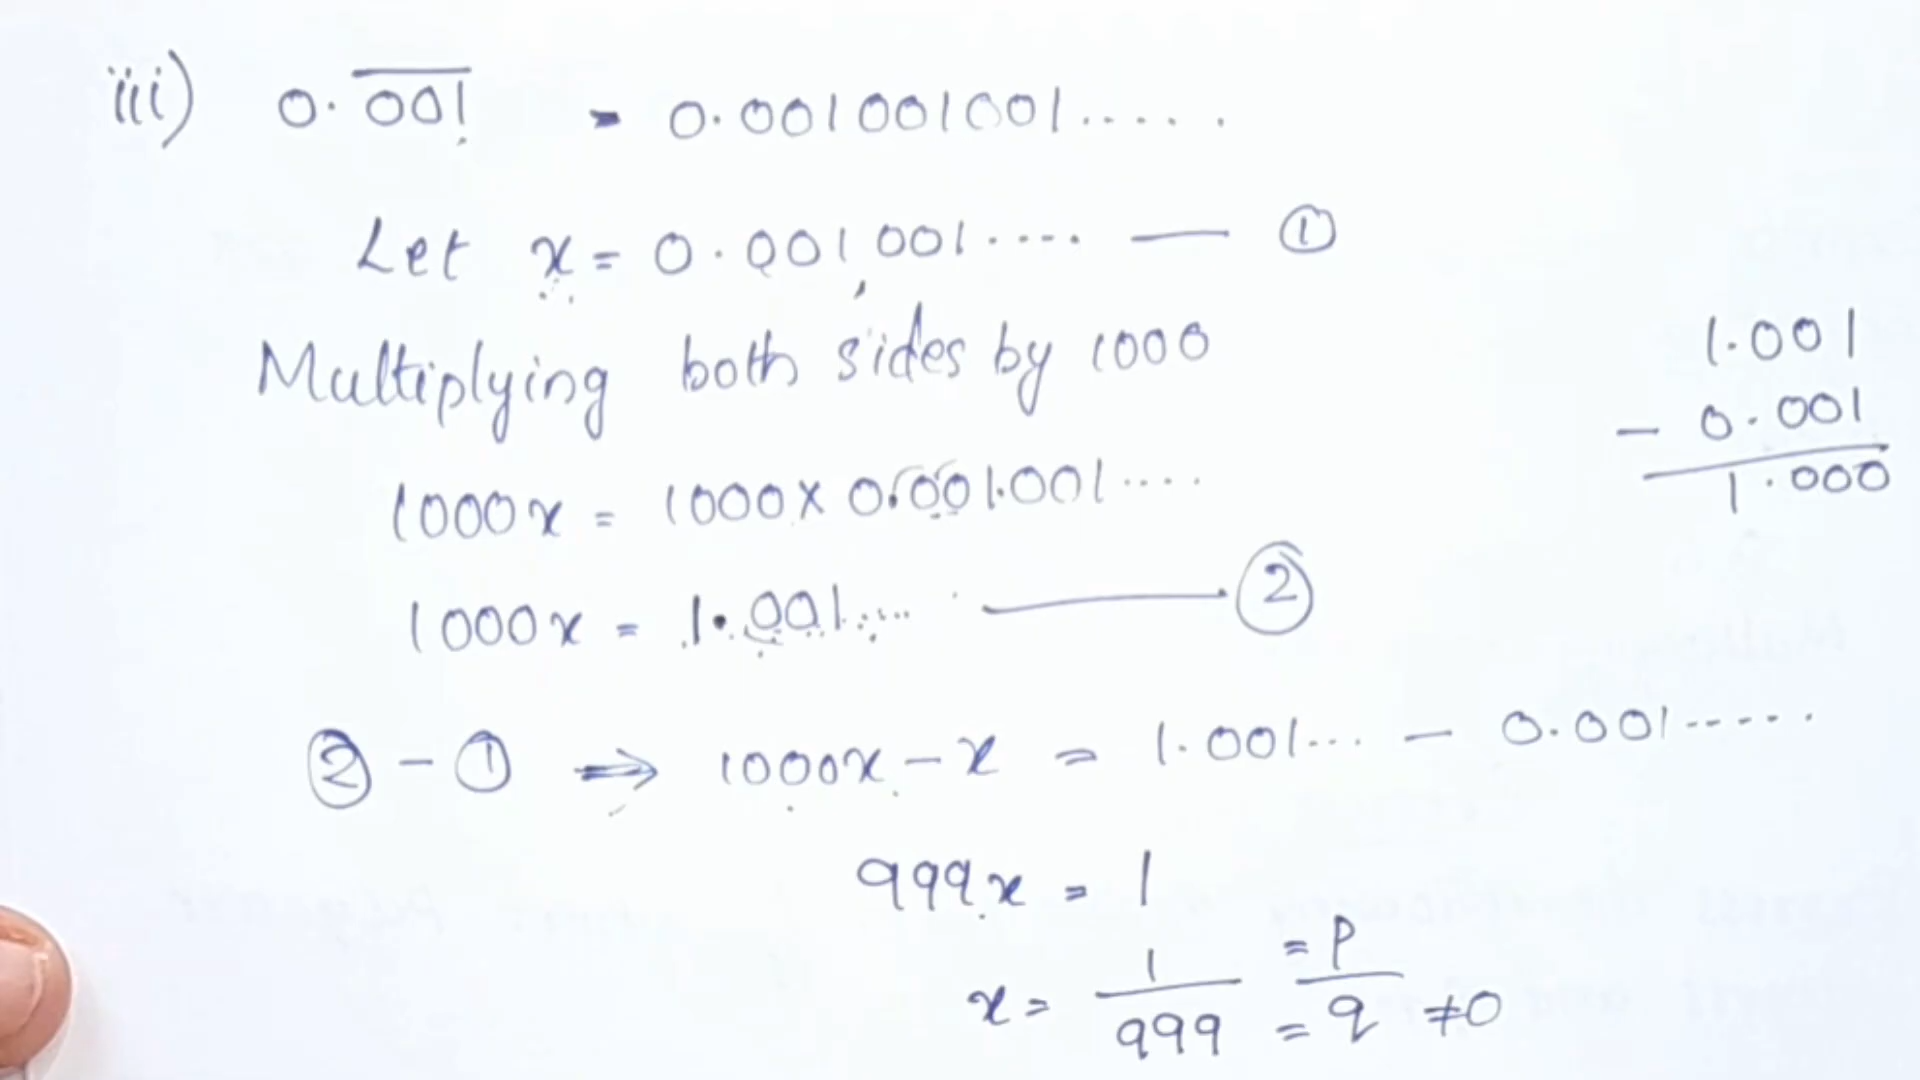 iii) 0.\overline{001} = 0.001001001.....
Let x = 0.001001.... — ①
Multiplying both sides by 1000
1000x = 1000 x 0.001.001....
1000x = 1.001.... — ②
② - ① ⇒ 1000x - x = 1.001... - 0.001.....
999x = 1
x = 1/999 = p/q ≠ 0
1.001
- 0.001
1.000